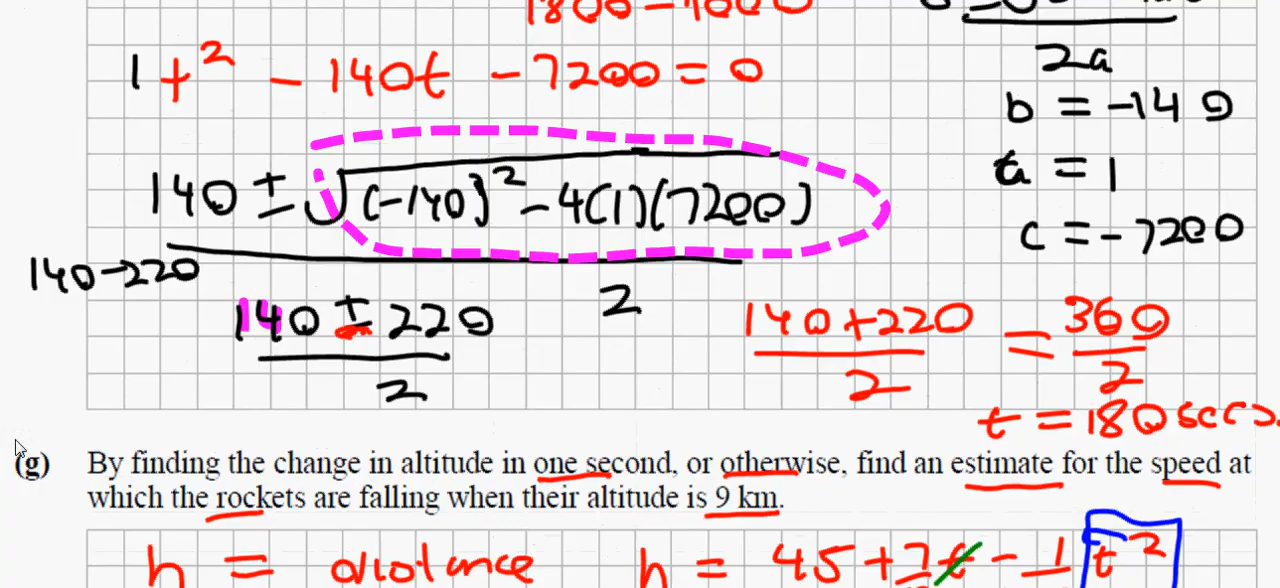 2a
1t² - 140t - 7200 = 0
b = -140
a = 1
c = -7200
140 ± √(-140)² - 4(1)(7200)
2
140-220
140 ± 220
2
140+220 = 360
2 2
t = 180 secs.
(g) By finding the change in altitude in one second, or otherwise, find an estimate for the speed at
which the rockets are falling when their altitude is 9 km.
h = distance h = 45 + 7t - 1 t²